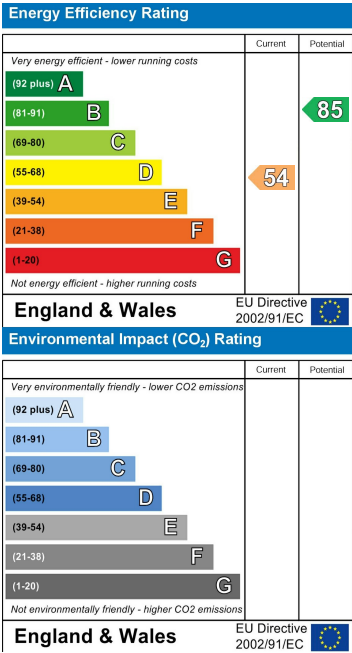 Energy Efficiency Rating
Current Potential
Very energy efficient - lower running costs
(92 plus) A
(81-91) B
85
(69-80) C
(55-68) D
54
(39-54) E
(21-38) F
(1-20) G
Not energy efficient - higher running costs
England & Wales
EU Directive
2002/91/EC
Environmental Impact (CO₂) Rating
Current Potential
Very environmentally friendly - lower CO2 emissions
(92 plus) A
(81-91) B
(69-80) C
(55-68) D
(39-54) E
(21-38) F
(1-20) G
Not environmentally friendly - higher CO2 emissions
England & Wales
EU Directive
2002/91/EC